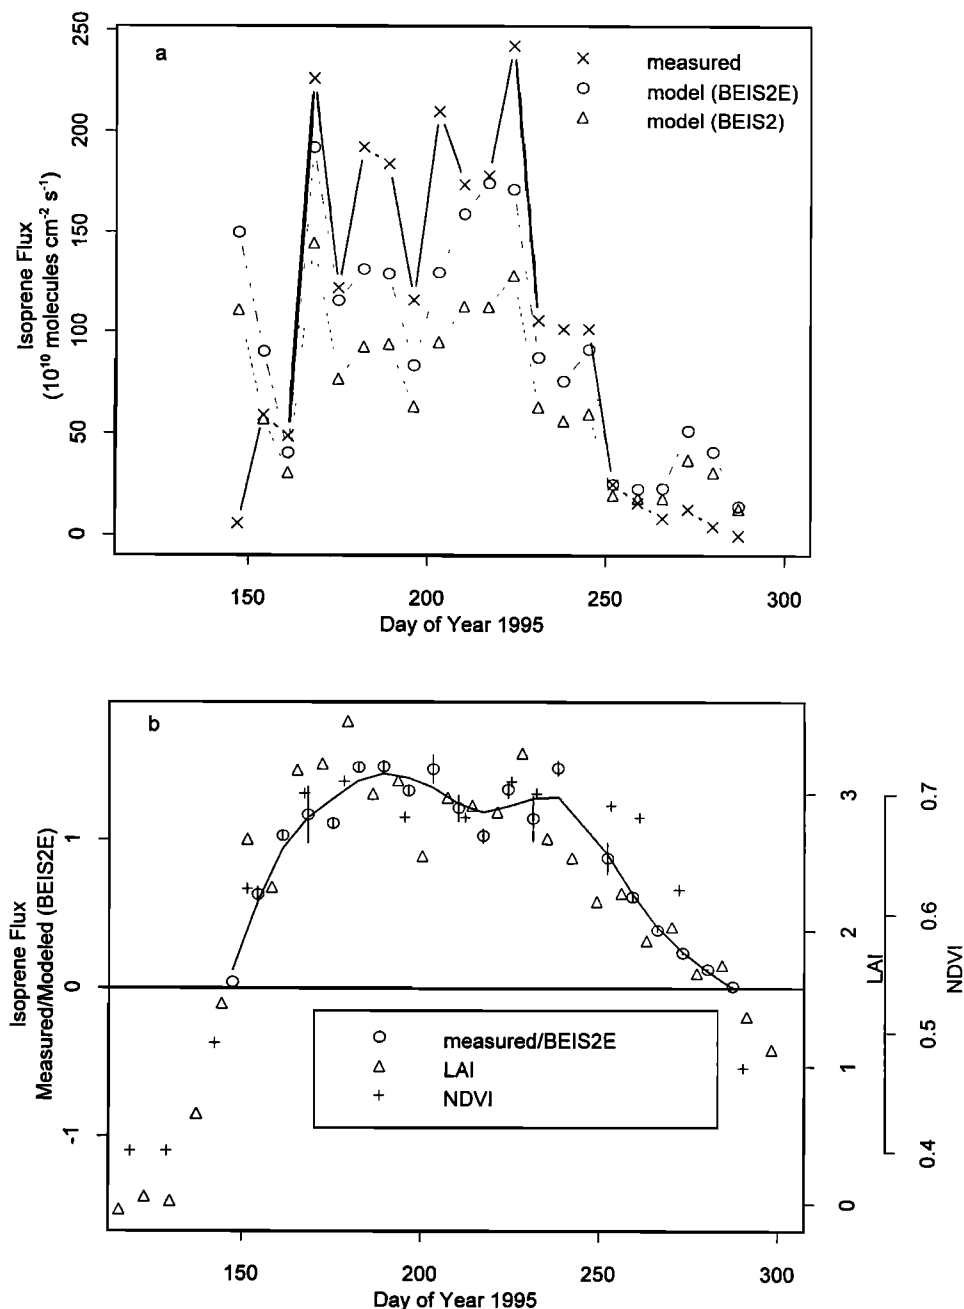 a
measured
model (BEIS2E)
model (BEIS2)
Isoprene Flux
(10¹⁰ molecules cm⁻² s⁻¹)
0
50
100
150
200
250
150
200
250
300
Day of Year 1995
b
Isoprene Flux
Measured/Modeled (BEIS2E)
-1
0
1
measured/BEIS2E
LAI
NDVI
0
1
2
3
LAI
0.4
0.5
0.6
0.7
NDVI
150
200
250
300
Day of Year 1995